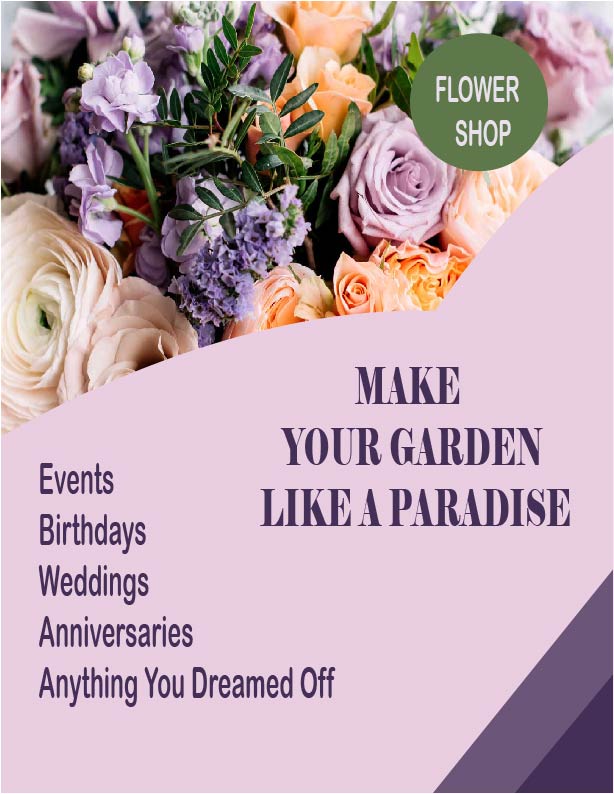 FLOWER
SHOP
MAKE
YOUR GARDEN
LIKE A PARADISE
Events
Birthdays
Weddings
Anniversaries
Anything You Dreamed Off